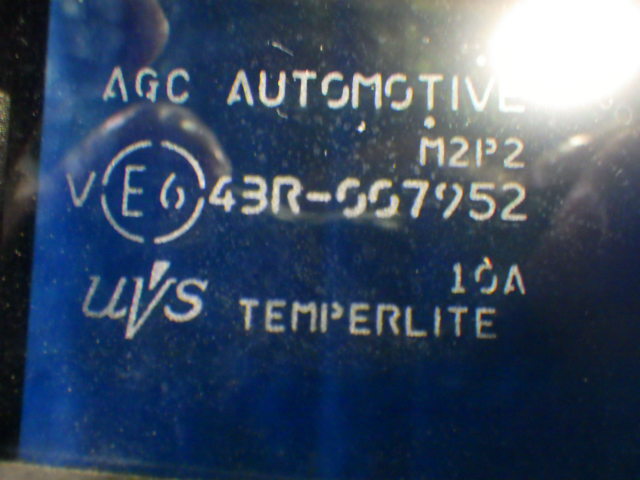 AGC AUTOMOTIVE
M2P2
V E6 43R-007952
10A
UVS TEMPERLITE